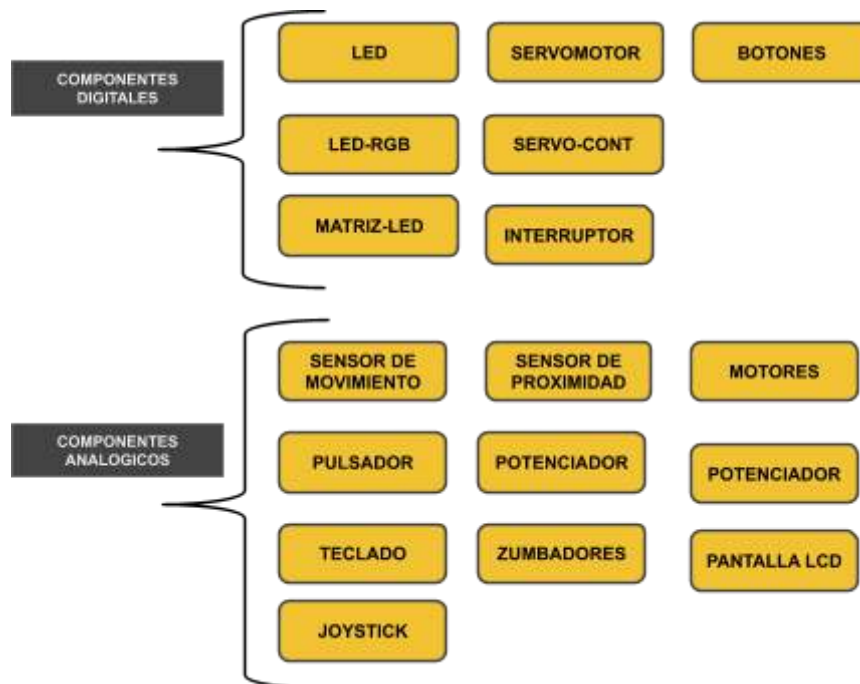 COMPONENTES
DIGITALES
LED
SERVOMOTOR
BOTONES
LED-RGB
SERVO-CONT
MATRIZ-LED
INTERRUPTOR
COMPONENTES
ANALOGICOS
SENSOR DE
MOVIMIENTO
SENSOR DE
PROXIMIDAD
MOTORES
PULSADOR
POTENCIADOR
POTENCIADOR
TECLADO
ZUMBADORES
PANTALLA LCD
JOYSTICK